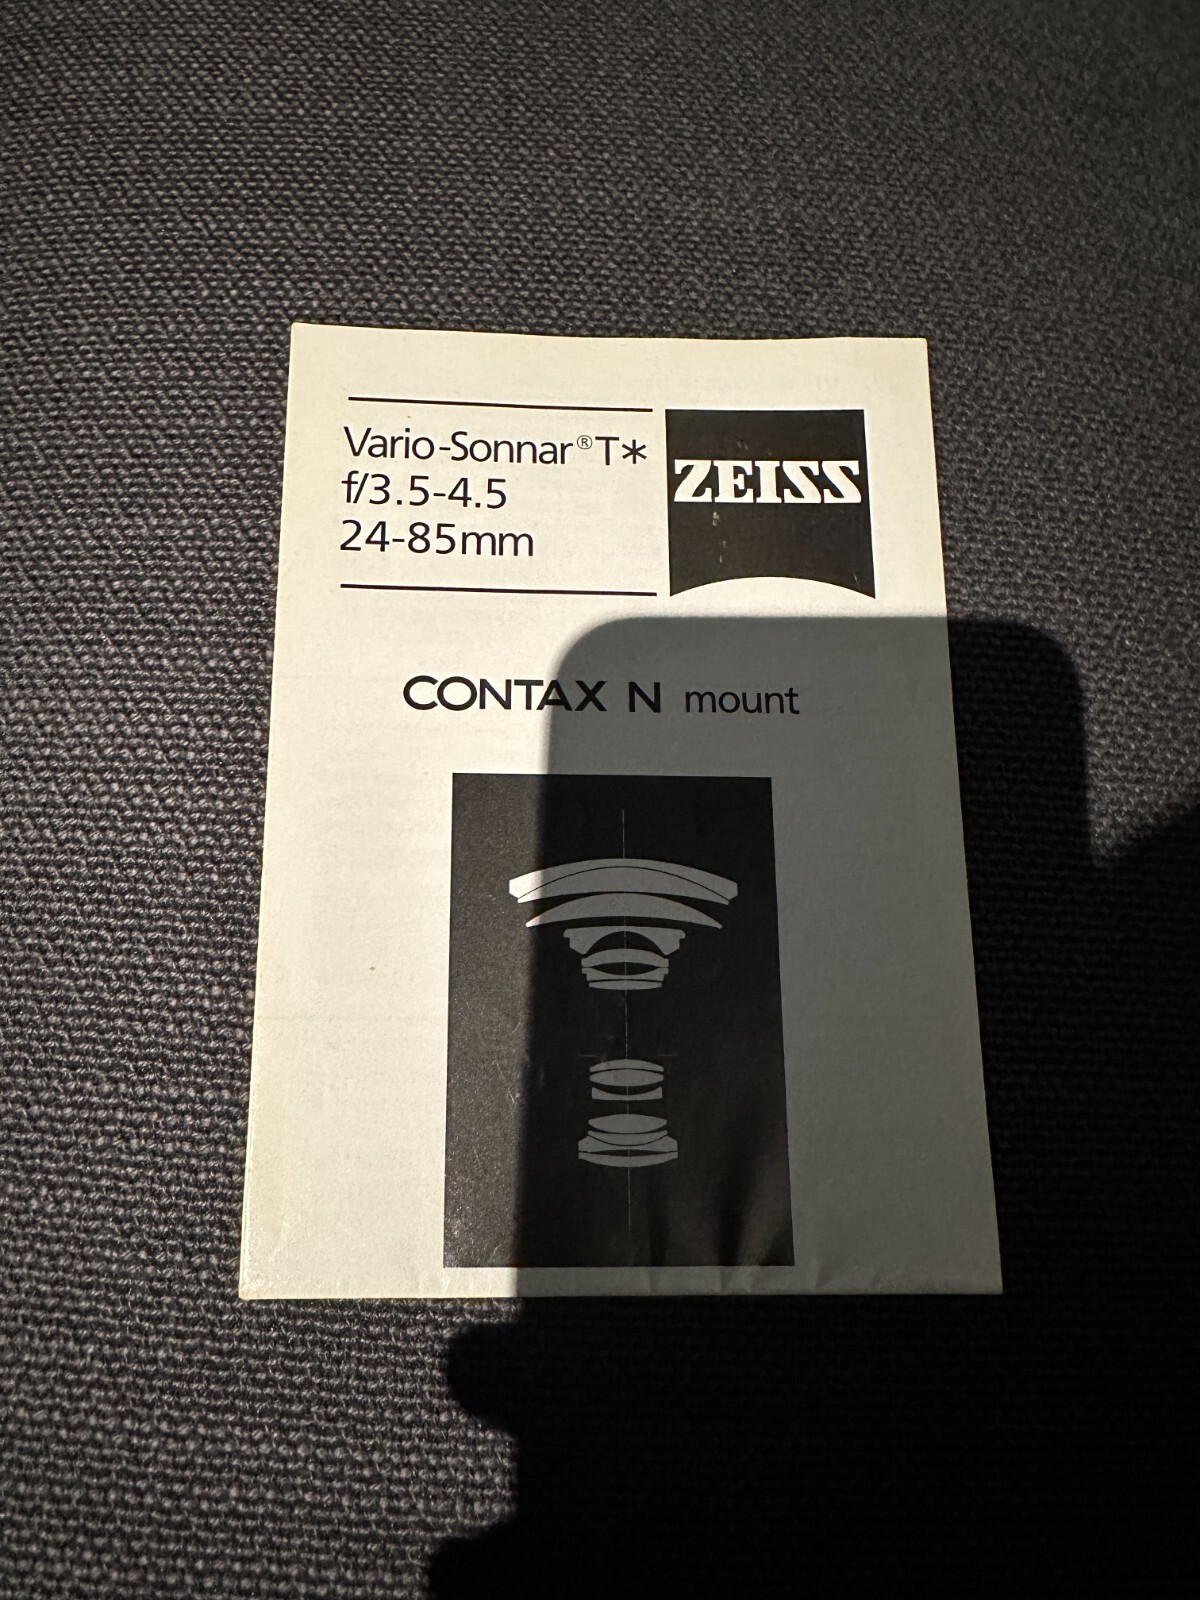 Vario-Sonnar®T*
f/3.5-4.5
24-85mm
ZEISS
CONTAX N mount